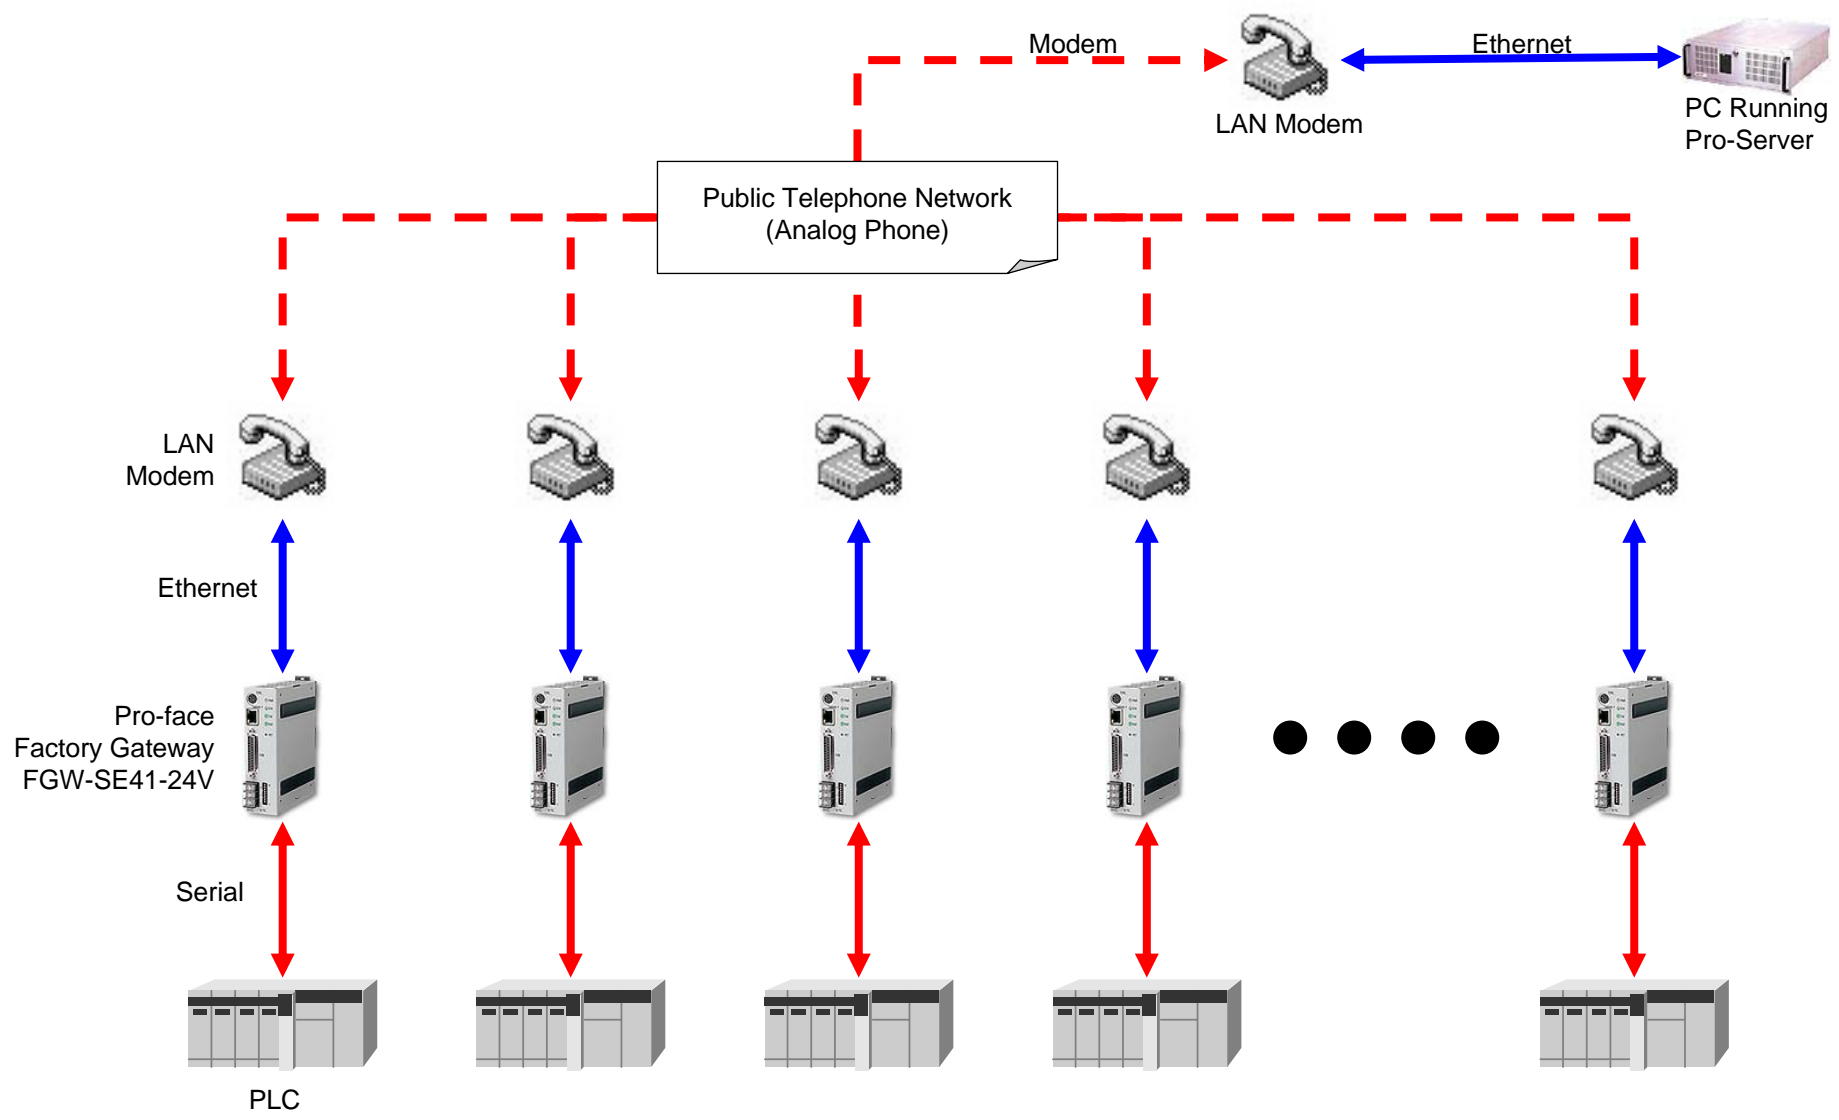 Modem
Ethernet
LAN Modem
PC Running
Pro-Server
Public Telephone Network
(Analog Phone)
LAN
Modem
Ethernet
Pro-face
Factory Gateway
FGW-SE41-24V
Serial
PLC